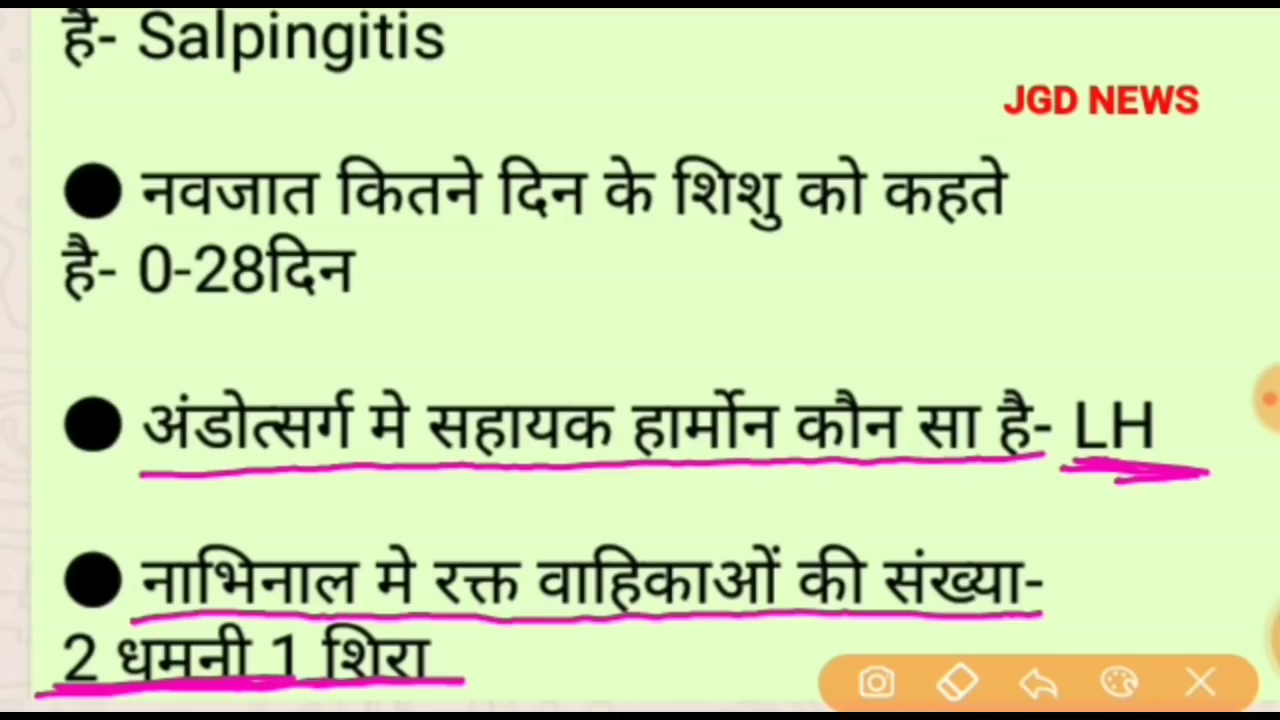 है- Salpingitis
JGD NEWS
● नवजात कितने दिन के शिशु को कहते
है- 0-28दिन
● अंडोत्सर्ग मे सहायक हार्मोन कौन सा है- LH
● नाभिनाल मे रक्त वाहिकाओं की संख्या-
2 धमनी 1 शिरा